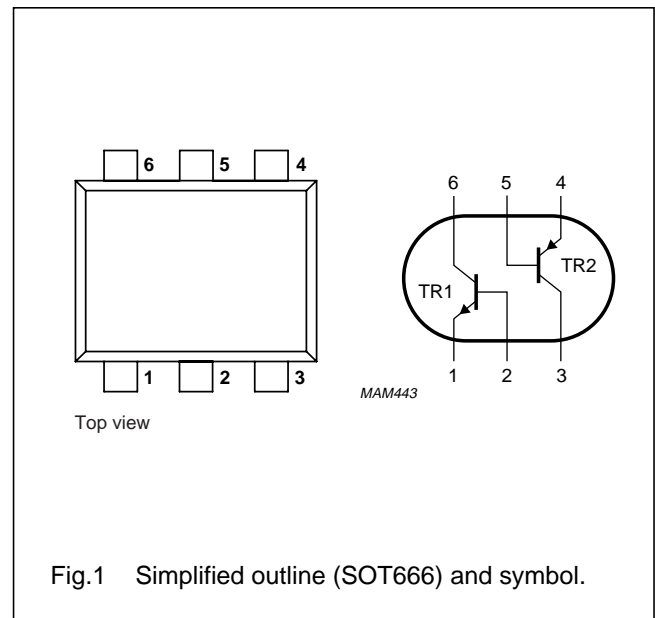 6 5 4
1 2 3
Top view
6 5 4
TR1 TR2
1 2 3
MAM443
Fig.1 Simplified outline (SOT666) and symbol.